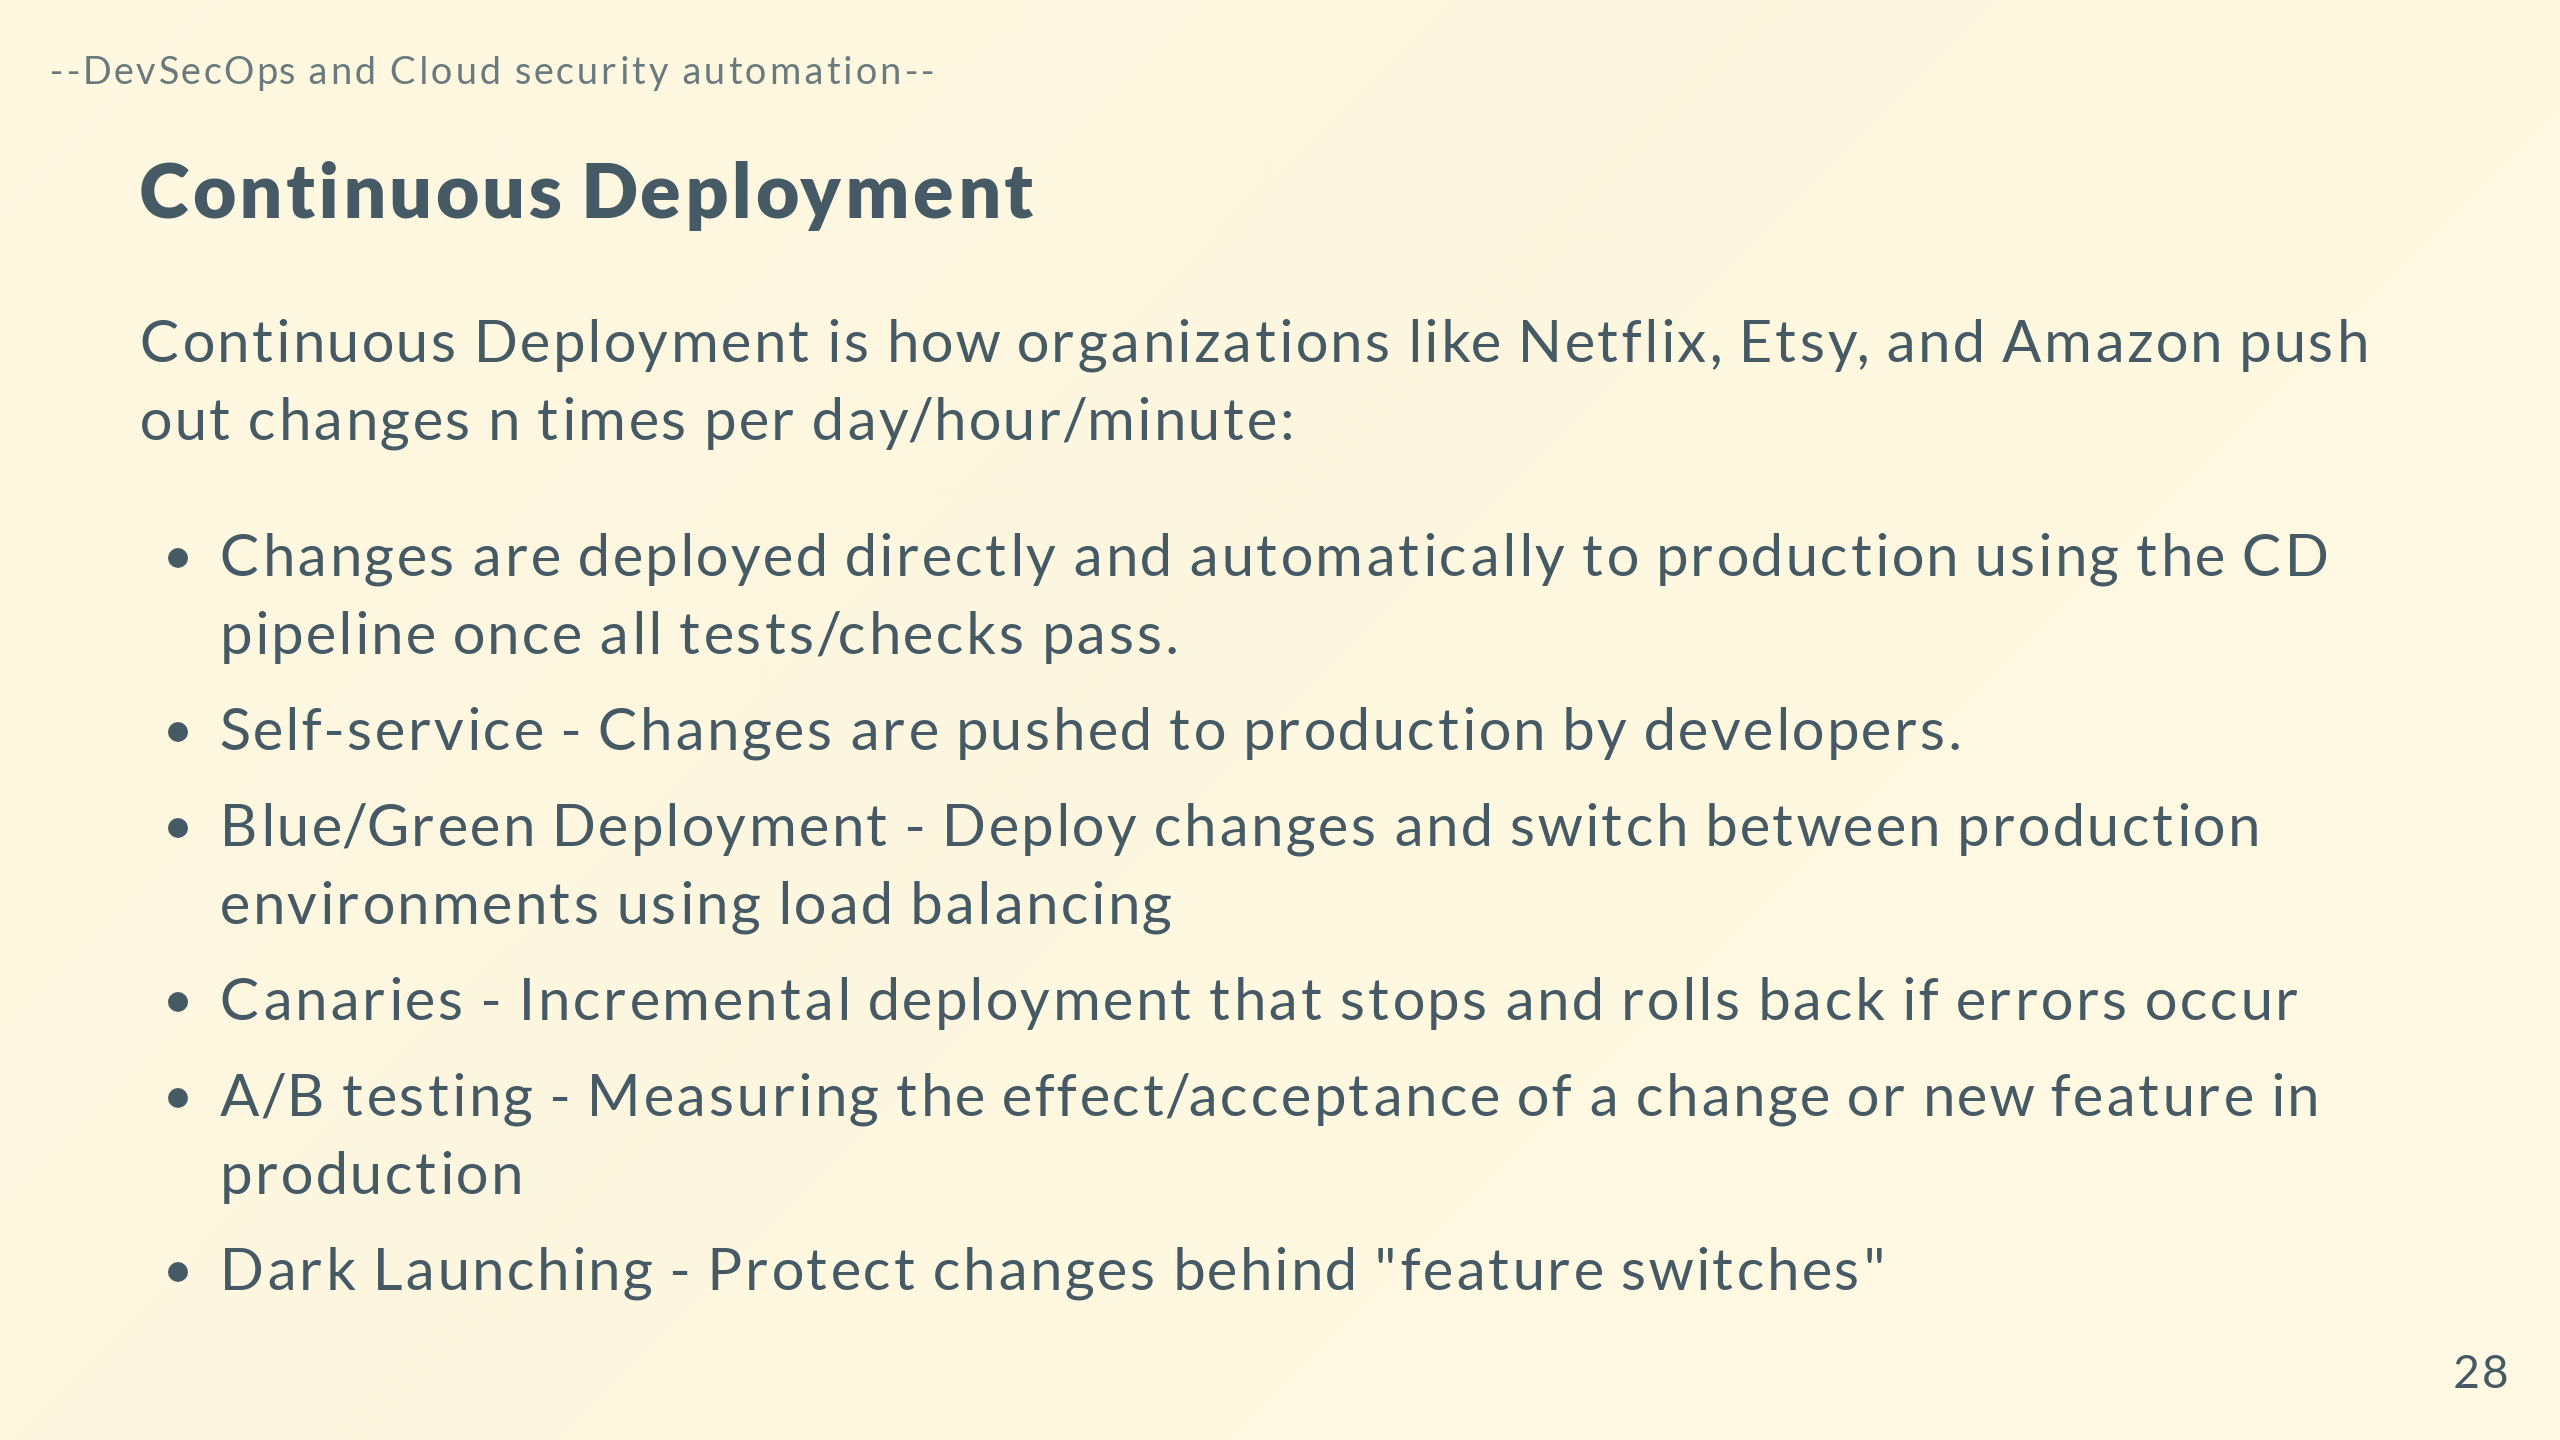 --DevSecOps and Cloud security automation--
Continuous Deployment
Continuous Deployment is how organizations like Netflix, Etsy, and Amazon push
out changes n times per day/hour/minute:
• Changes are deployed directly and automatically to production using the CD
pipeline once all tests/checks pass.
• Self-service - Changes are pushed to production by developers.
• Blue/Green Deployment - Deploy changes and switch between production
environments using load balancing
• Canaries - Incremental deployment that stops and rolls back if errors occur
• A/B testing - Measuring the effect/acceptance of a change or new feature in
production
• Dark Launching - Protect changes behind "feature switches"
28